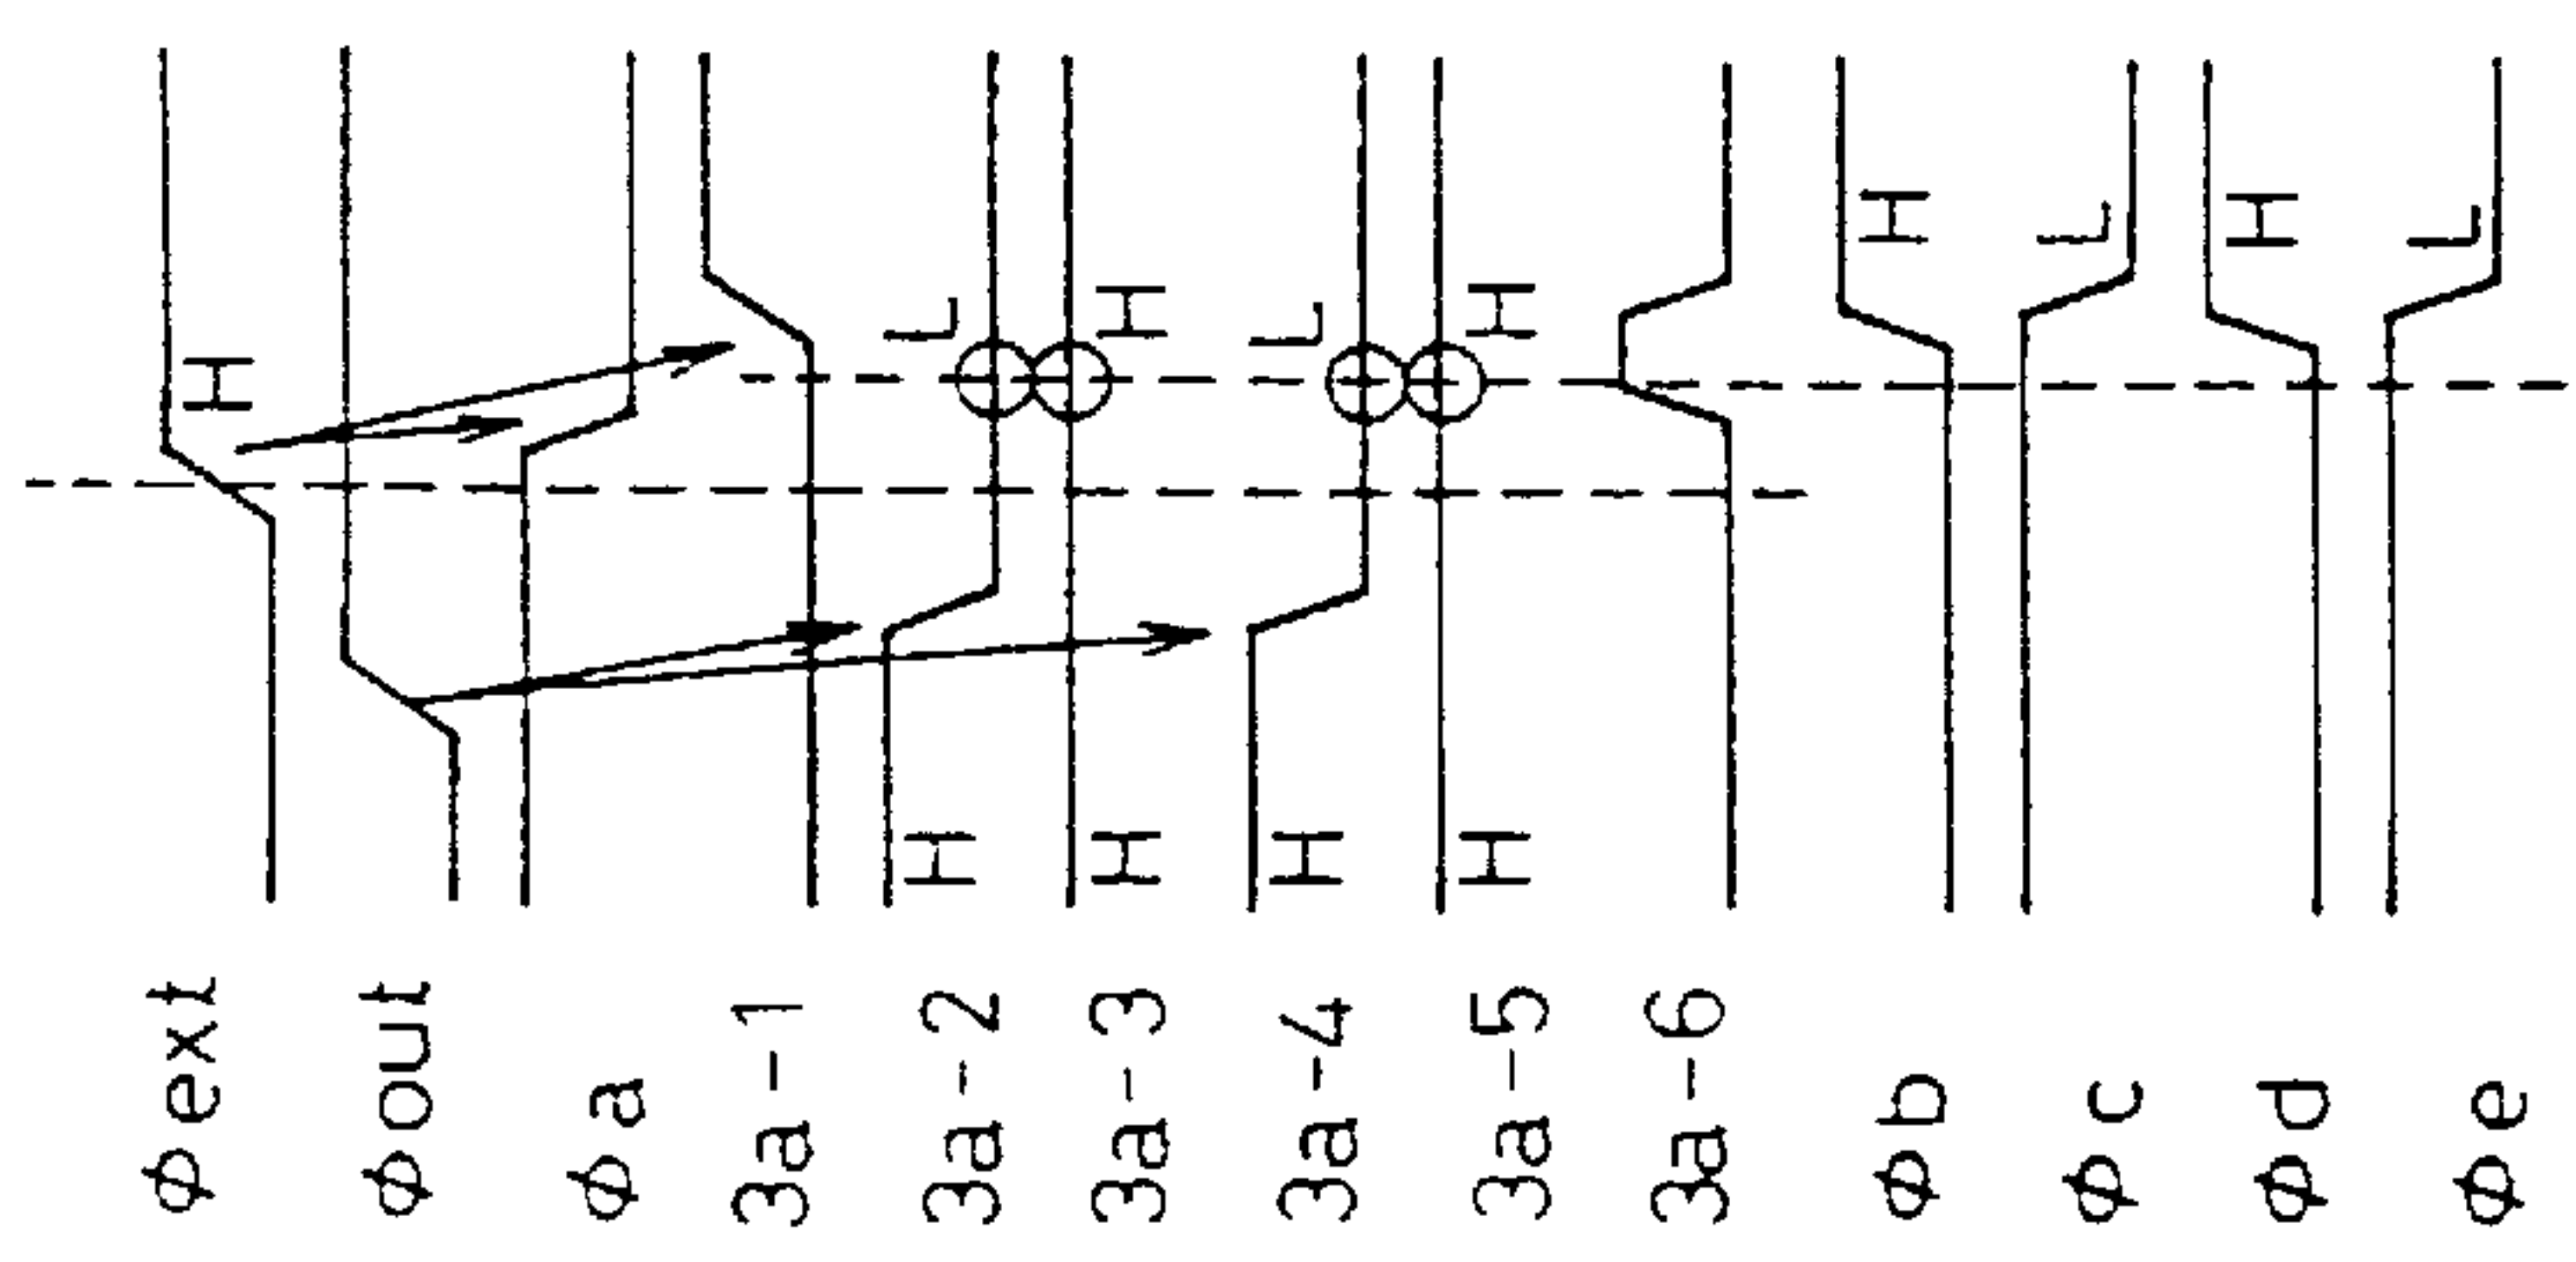 φext H
φout
φa
3a-1
3a-2 H L
3a-3 H H
3a-4 H L
3a-5 H H
3a-6
φb H
φc L
φd H
φe L